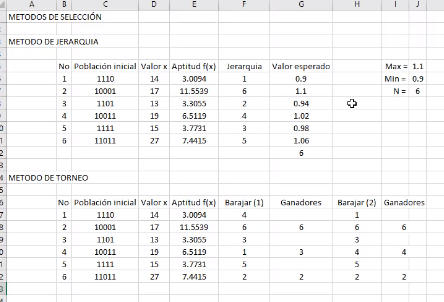 A B C D E F G H I J
METODOS DE SELECCIÓN
METODO DE JERARQUIA
No Población inicial Valor x Aptitud f(x) Jerarquia Valor esperado Max = 1.1
1 1110 14 3.0094 1 0.9 Min = 0.9
2 10001 17 11.5539 6 1.1 N = 6
3 1101 13 3.3055 2 0.94
4 10011 19 6.5119 4 1.02
5 1111 15 3.7731 3 0.98
6 11011 27 7.4415 5 1.06
6
METODO DE TORNEO
No Población inicial Valor x Aptitud f(x) Barajar (1) Ganadores Barajar (2) Ganadores
1 1110 14 3.0094 4 1
2 10001 17 11.5539 6 6 6 6
3 1101 13 3.3055 3 3
4 10011 19 6.5119 1 3 4 4
5 1111 15 3.7731 5 5
6 11011 27 7.4415 2 2 2 2